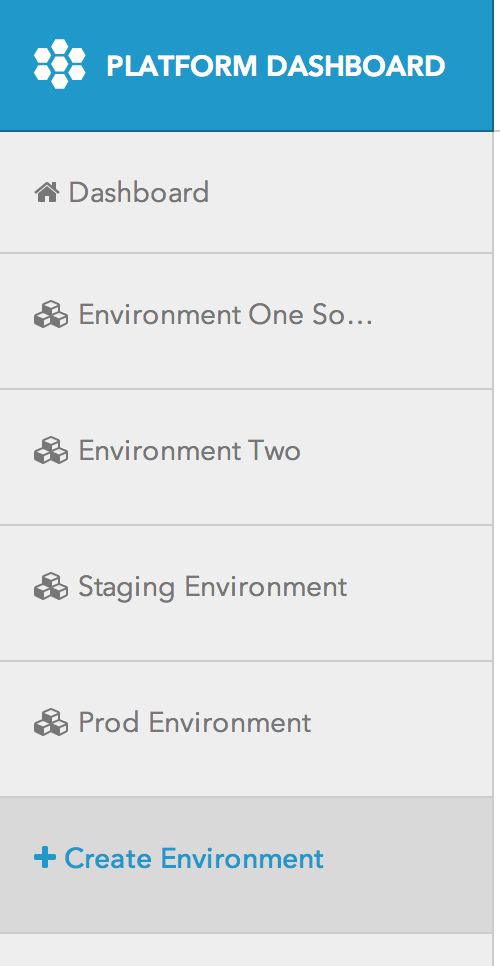 PLATFORM DASHBOARD
Dashboard
Environment One So...
Environment Two
Staging Environment
Prod Environment
Create Environment